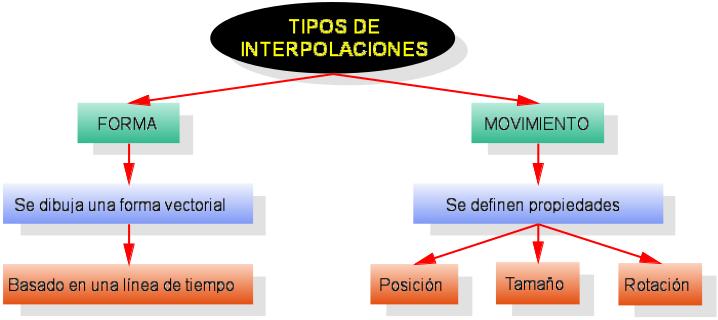 TIPOS DE
INTERPOLACIONES
FORMA
MOVIMIENTO
Se dibuja una forma vectorial
Se definen propiedades
Basado en una línea de tiempo
Posición
Tamaño
Rotación